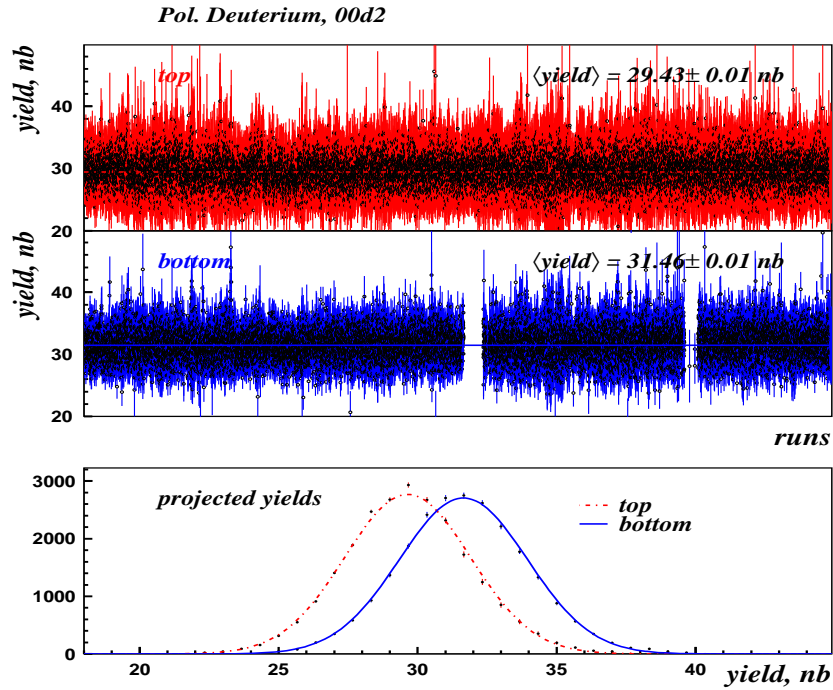 Pol. Deuterium, 00d2
yield, nb
top
⟨yield⟩ = 29.43± 0.01 nb
40
30
20
yield, nb
bottom
⟨yield⟩ = 31.46± 0.01 nb
40
30
20
runs
3000
projected yields
top
bottom
2000
1000
0
20
25
30
35
40
yield, nb